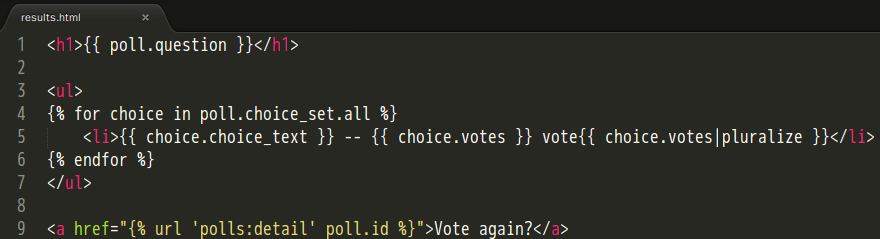 results.html ×
1 <h1>{{ poll.question }}</h1>
2
3 <ul>
4 {% for choice in poll.choice_set.all %}
5     <li>{{ choice.choice_text }} -- {{ choice.votes }} vote{{ choice.votes|pluralize }}</li>
6 {% endfor %}
7 </ul>
8
9 <a href="{% url 'polls:detail' poll.id %}">Vote again?</a>